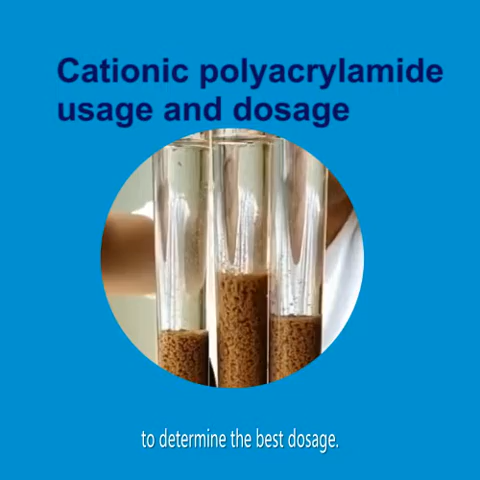 Cationic polyacrylamide
usage and dosage
to determine the best dosage.